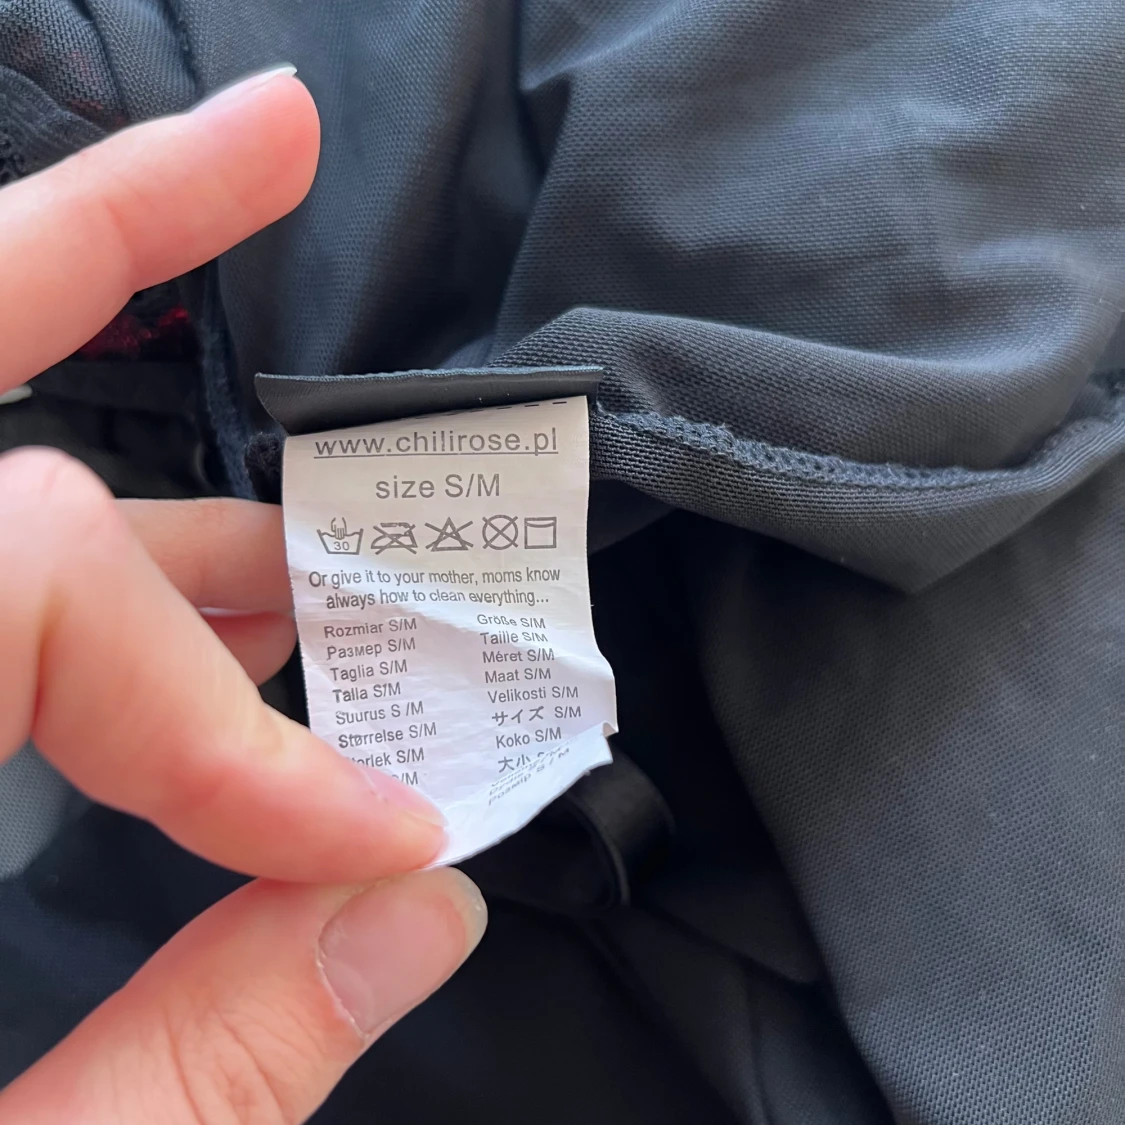 www.chilirose.pl
size S/M
30
Or give it to your mother, moms know
always how to clean everything...
Rozmiar S/M
Размер S/M
Taglia S/M
Talla S/M
Suurus S /M
Størrelse S/M
S/M
/M
Größe S/M
Taille S/M
Méret S/M
Maat S/M
Velikosti S/M
サイズ S/M
Koko S/M
大小 S/M
Розмір S / M